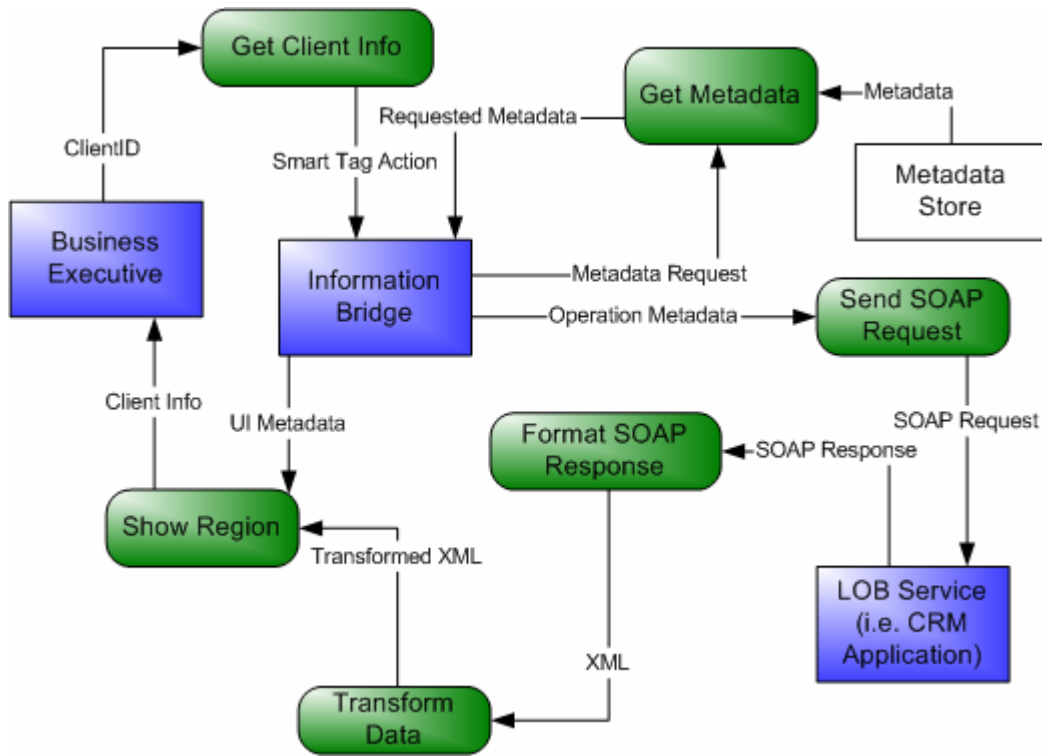 Get Client Info
Get Metadata
Metadata
Requested Metadata
ClientID
Smart Tag Action
Metadata
Store
Business
Executive
Information
Bridge
Metadata Request
Operation Metadata
Send SOAP
Request
Client Info
UI Metadata
Format SOAP
Response
SOAP Response
SOAP Request
Show Region
Transformed XML
LOB Service
(i.e. CRM
Application)
XML
Transform
Data